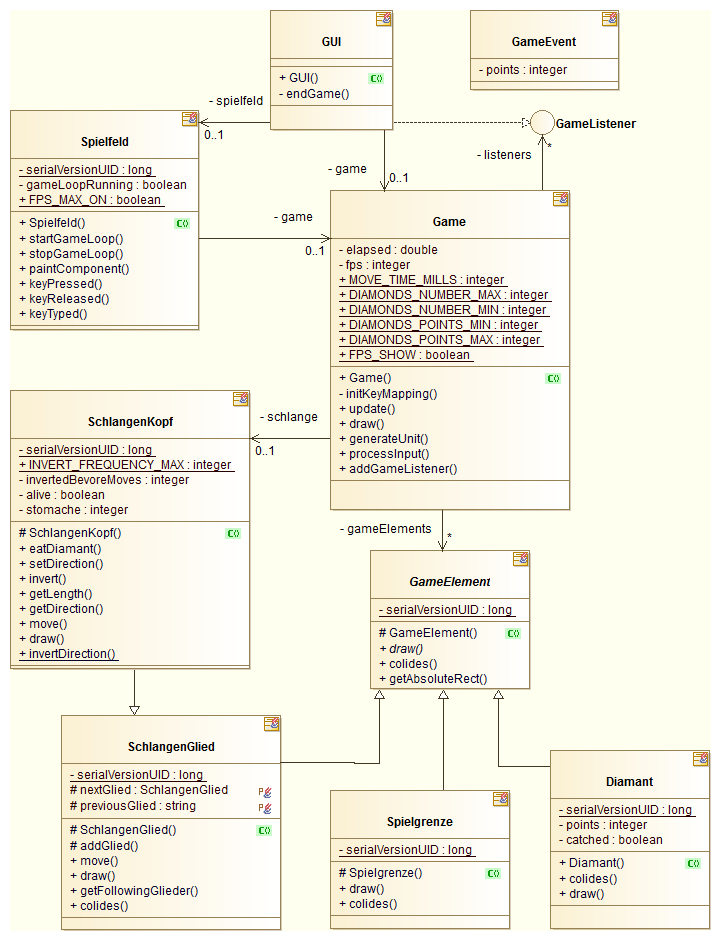 GUI
+ GUI()
- endGame()
GameEvent
- points : integer
- spielfeld
0..1
GameListener
- listeners
*
- game
0..1
Spielfeld
- serialVersionUID : long
- gameLoopRunning : boolean
+ FPS_MAX_ON : boolean
+ Spielfeld()
+ startGameLoop()
+ stopGameLoop()
+ paintComponent()
+ keyPressed()
+ keyReleased()
+ keyTyped()
- game
0..1
Game
- elapsed : double
- fps : integer
+ MOVE_TIME_MILLS : integer
+ DIAMONDS_NUMBER_MAX : integer
+ DIAMONDS_NUMBER_MIN : integer
+ DIAMONDS_POINTS_MIN : integer
+ DIAMONDS_POINTS_MAX : integer
+ FPS_SHOW : boolean
+ Game()
- initKeyMapping()
+ update()
+ draw()
+ generateUnit()
+ processInput()
+ addGameListener()
- schlange
0..1
SchlangenKopf
- serialVersionUID : long
+ INVERT_FREQUENCY_MAX : integer
- invertedBevoreMoves : integer
- alive : boolean
- stomache : integer
# SchlangenKopf()
+ eatDiamant()
+ setDirection()
+ invert()
+ getLength()
+ getDirection()
+ move()
+ draw()
+ invertDirection()
- gameElements
*
GameElement
- serialVersionUID : long
# GameElement()
+ draw()
+ colides()
+ getAbsoluteRect()
SchlangenGlied
- serialVersionUID : long
# nextGlied : SchlangenGlied
# previousGlied : string
# SchlangenGlied()
# addGlied()
+ move()
+ draw()
+ getFollowingGlieder()
+ colides()
Spielgrenze
- serialVersionUID : long
# Spielgrenze()
+ draw()
+ colides()
Diamant
- serialVersionUID : long
- points : integer
- catched : boolean
+ Diamant()
+ colides()
+ draw()